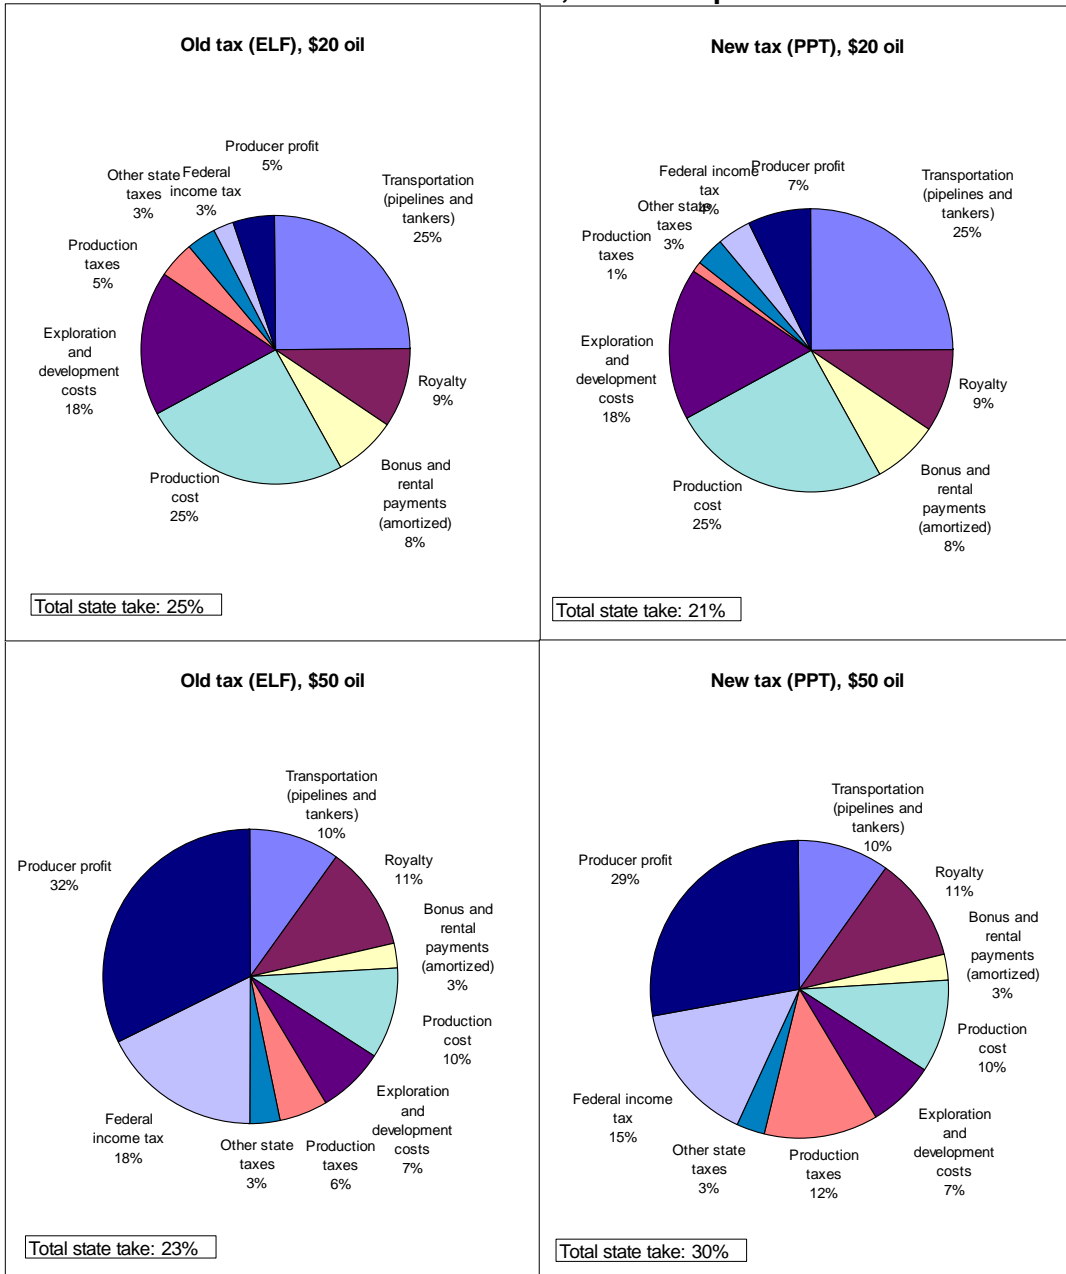 Old tax (ELF), $20 oil
Producer profit
5%
Other state
taxes
3%
Federal
income tax
3%
Transportation
(pipelines and
tankers)
25%
Production
taxes
5%
Exploration
and
development
costs
18%
Royalty
9%
Production
cost
25%
Bonus and
rental
payments
(amortized)
8%
Total state take: 25%
New tax (PPT), $20 oil
Federal income
tax
4%
Producer profit
7%
Other state
taxes
3%
Transportation
(pipelines and
tankers)
25%
Production
taxes
1%
Exploration
and
development
costs
18%
Royalty
9%
Production
cost
25%
Bonus and
rental
payments
(amortized)
8%
Total state take: 21%
Old tax (ELF), $50 oil
Transportation
(pipelines and
tankers)
10%
Producer profit
32%
Royalty
11%
Bonus and
rental
payments
(amortized)
3%
Production
cost
10%
Exploration
and
development
costs
7%
Federal
income tax
18%
Other state
taxes
3%
Production
taxes
6%
Total state take: 23%
New tax (PPT), $50 oil
Transportation
(pipelines and
tankers)
10%
Producer profit
29%
Royalty
11%
Bonus and
rental
payments
(amortized)
3%
Production
cost
10%
Federal income
tax
15%
Exploration
and
development
costs
7%
Other state
taxes
3%
Production
taxes
12%
Total state take: 30%